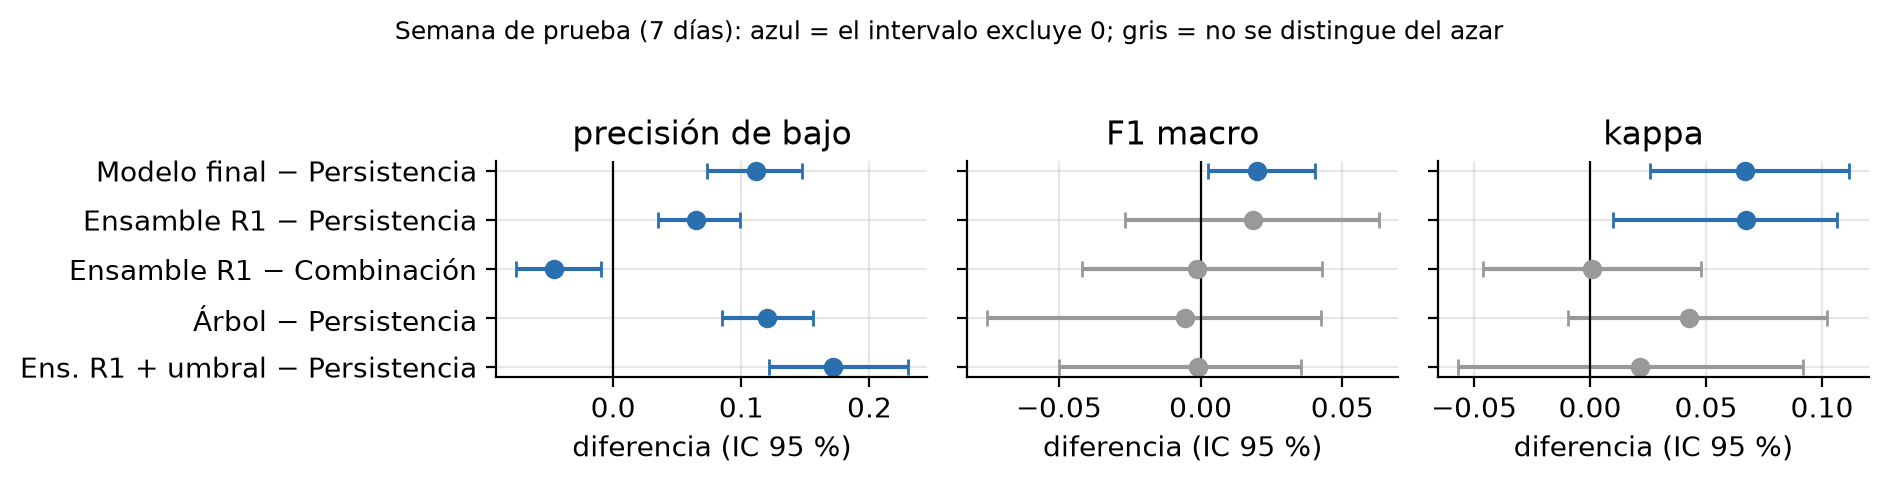 Semana de prueba (7 días): azul = el intervalo excluye 0; gris = no se distingue del azar
precisión de bajo
F1 macro
kappa
Modelo final − Persistencia
Ensamble R1 − Persistencia
Ensamble R1 − Combinación
Árbol − Persistencia
Ens. R1 + umbral − Persistencia
0.0 0.1 0.2
−0.05 0.00 0.05
−0.05 0.00 0.05 0.10
diferencia (IC 95 %)
diferencia (IC 95 %)
diferencia (IC 95 %)